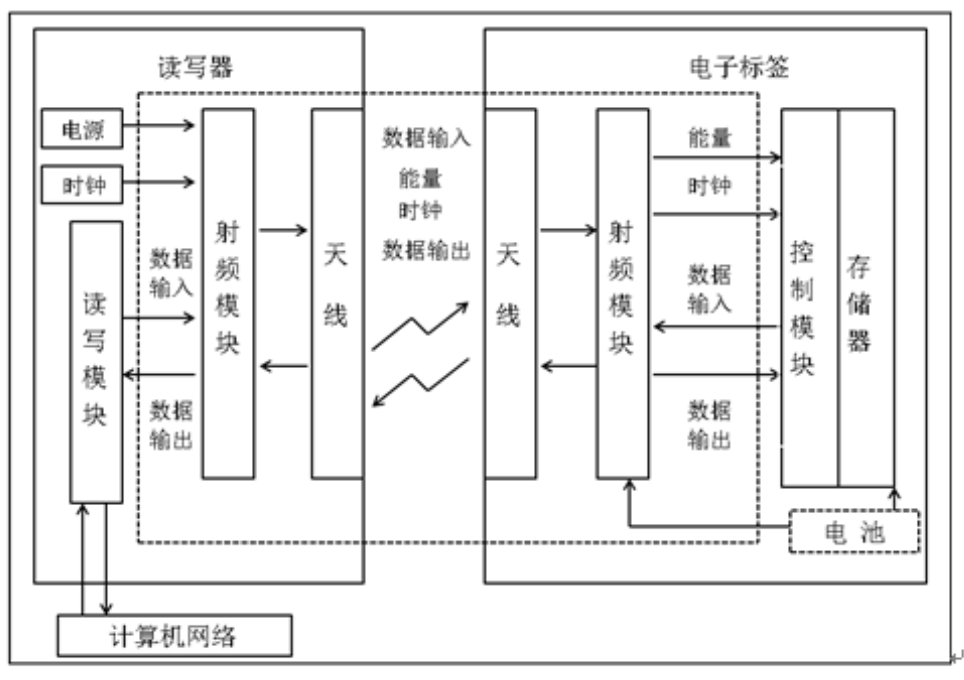 读写器
电子标签
电源
时钟
读写模块
数据
输入
数据
输出
射频模块
天线
数据输入
能量
时钟
数据输出
天线
射频模块
能量
时钟
数据
输入
数据
输出
控制模块
存储器
电 池
计算机网络